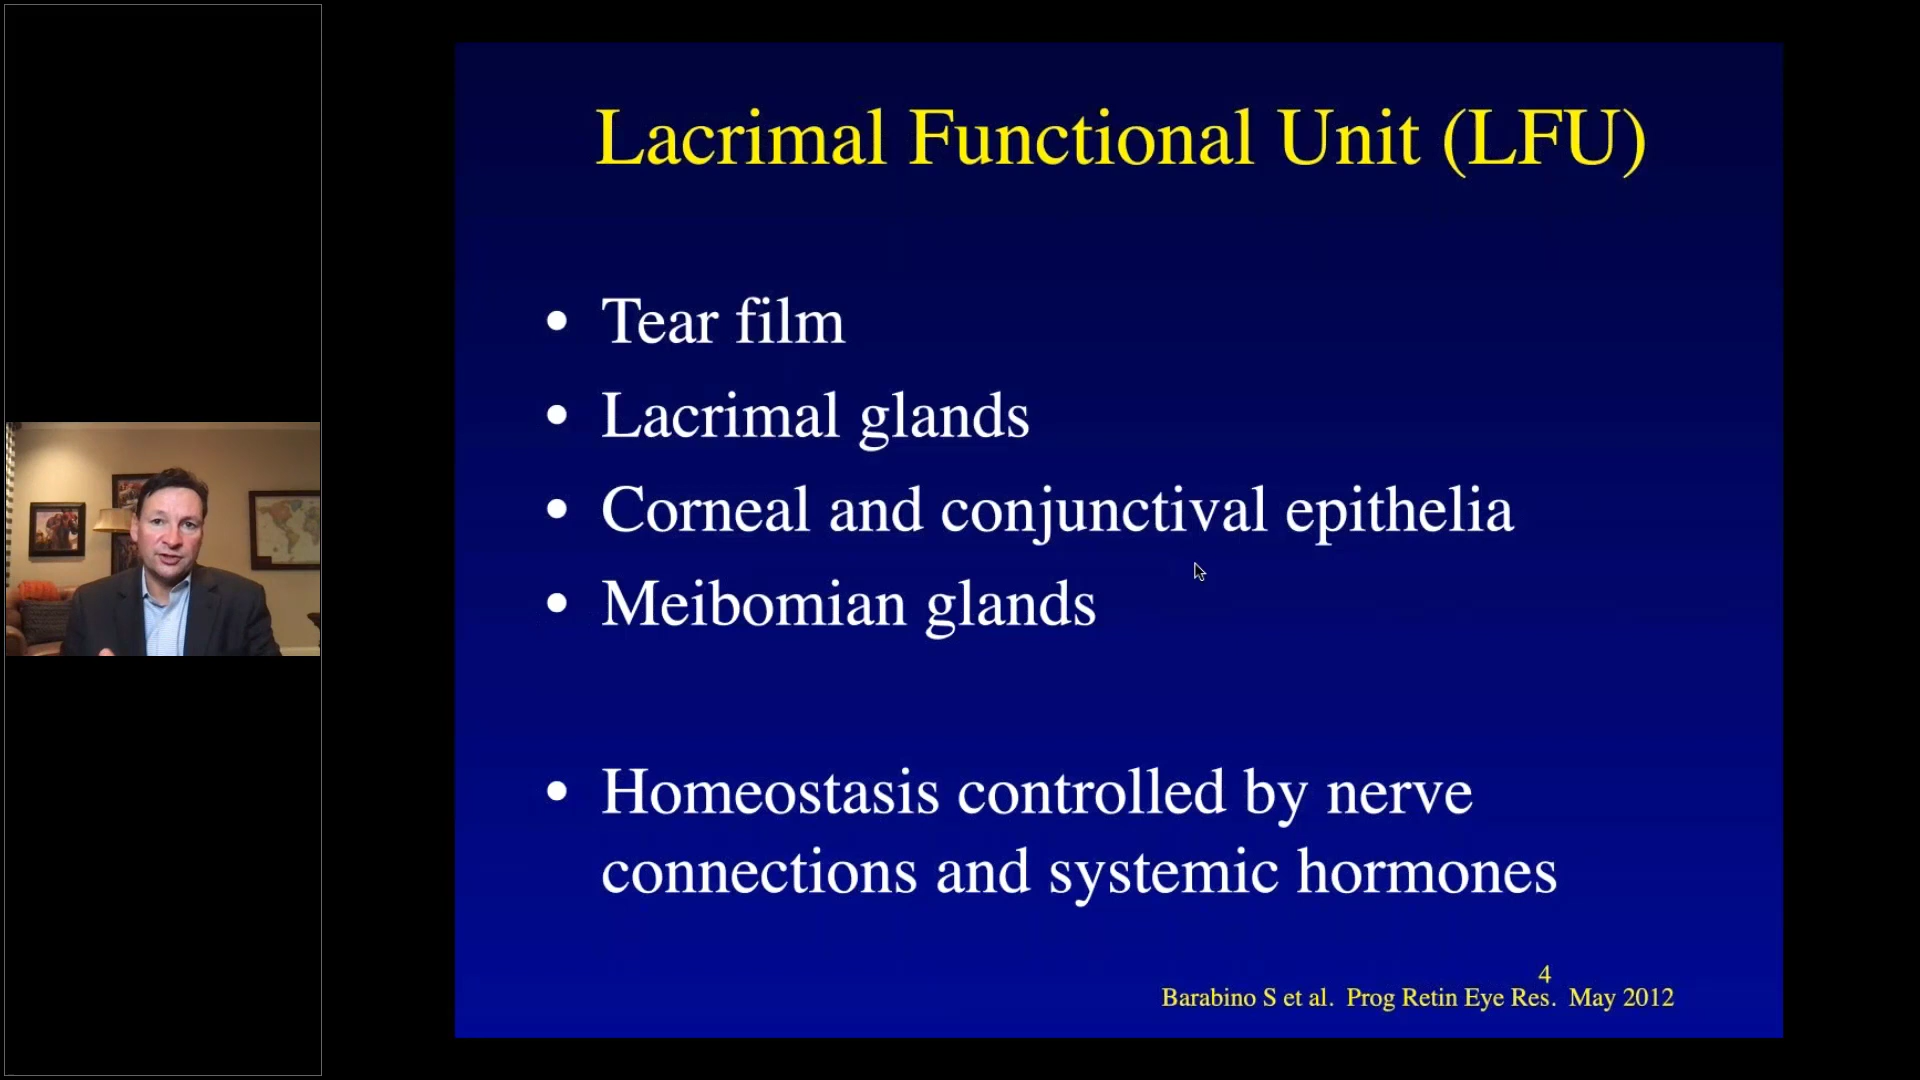 Lacrimal Functional Unit (LFU)
• Tear film
• Lacrimal glands
• Corneal and conjunctival epithelia
• Meibomian glands
• Homeostasis controlled by nerve
connections and systemic hormones
4
Barabino S et al. Prog Retin Eye Res. May 2012